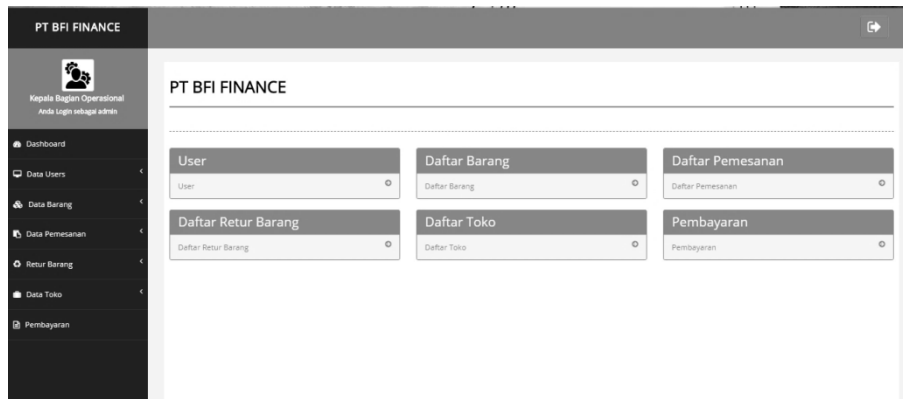 PT BFI FINANCE
Kepala Bagian Operasional
Anda Login sebagai admin
Dashboard
Data Users
Data Barang
Data Pemesanan
Retur Barang
Data Toko
Pembayaran
PT BFI FINANCE
User
User
Daftar Barang
Daftar Barang
Daftar Pemesanan
Daftar Pemesanan
Daftar Retur Barang
Daftar Retur Barang
Daftar Toko
Daftar Toko
Pembayaran
Pembayaran